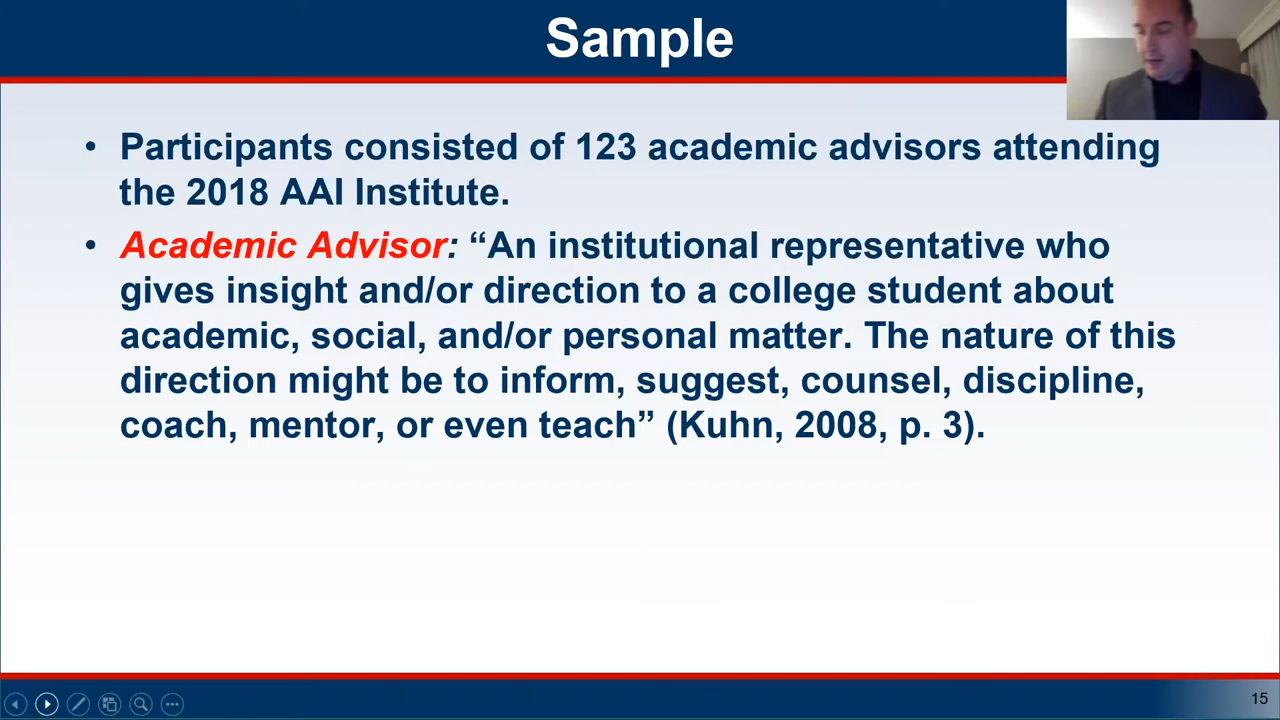 Sample
• Participants consisted of 123 academic advisors attending
the 2018 AAI Institute.
• Academic Advisor: “An institutional representative who
gives insight and/or direction to a college student about
academic, social, and/or personal matter. The nature of this
direction might be to inform, suggest, counsel, discipline,
coach, mentor, or even teach” (Kuhn, 2008, p. 3).
15